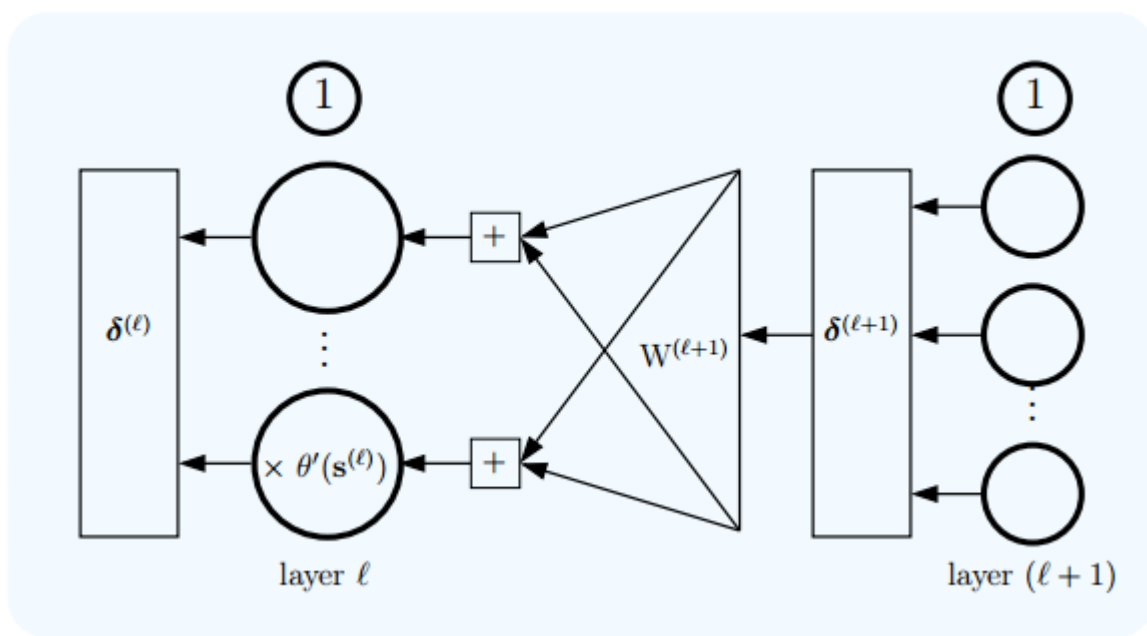 1 1
+
δ^(ℓ) W^(ℓ+1) δ^(ℓ+1)
⋮ ⋮
× θ′(s^(ℓ)) +
layer ℓ layer (ℓ + 1)